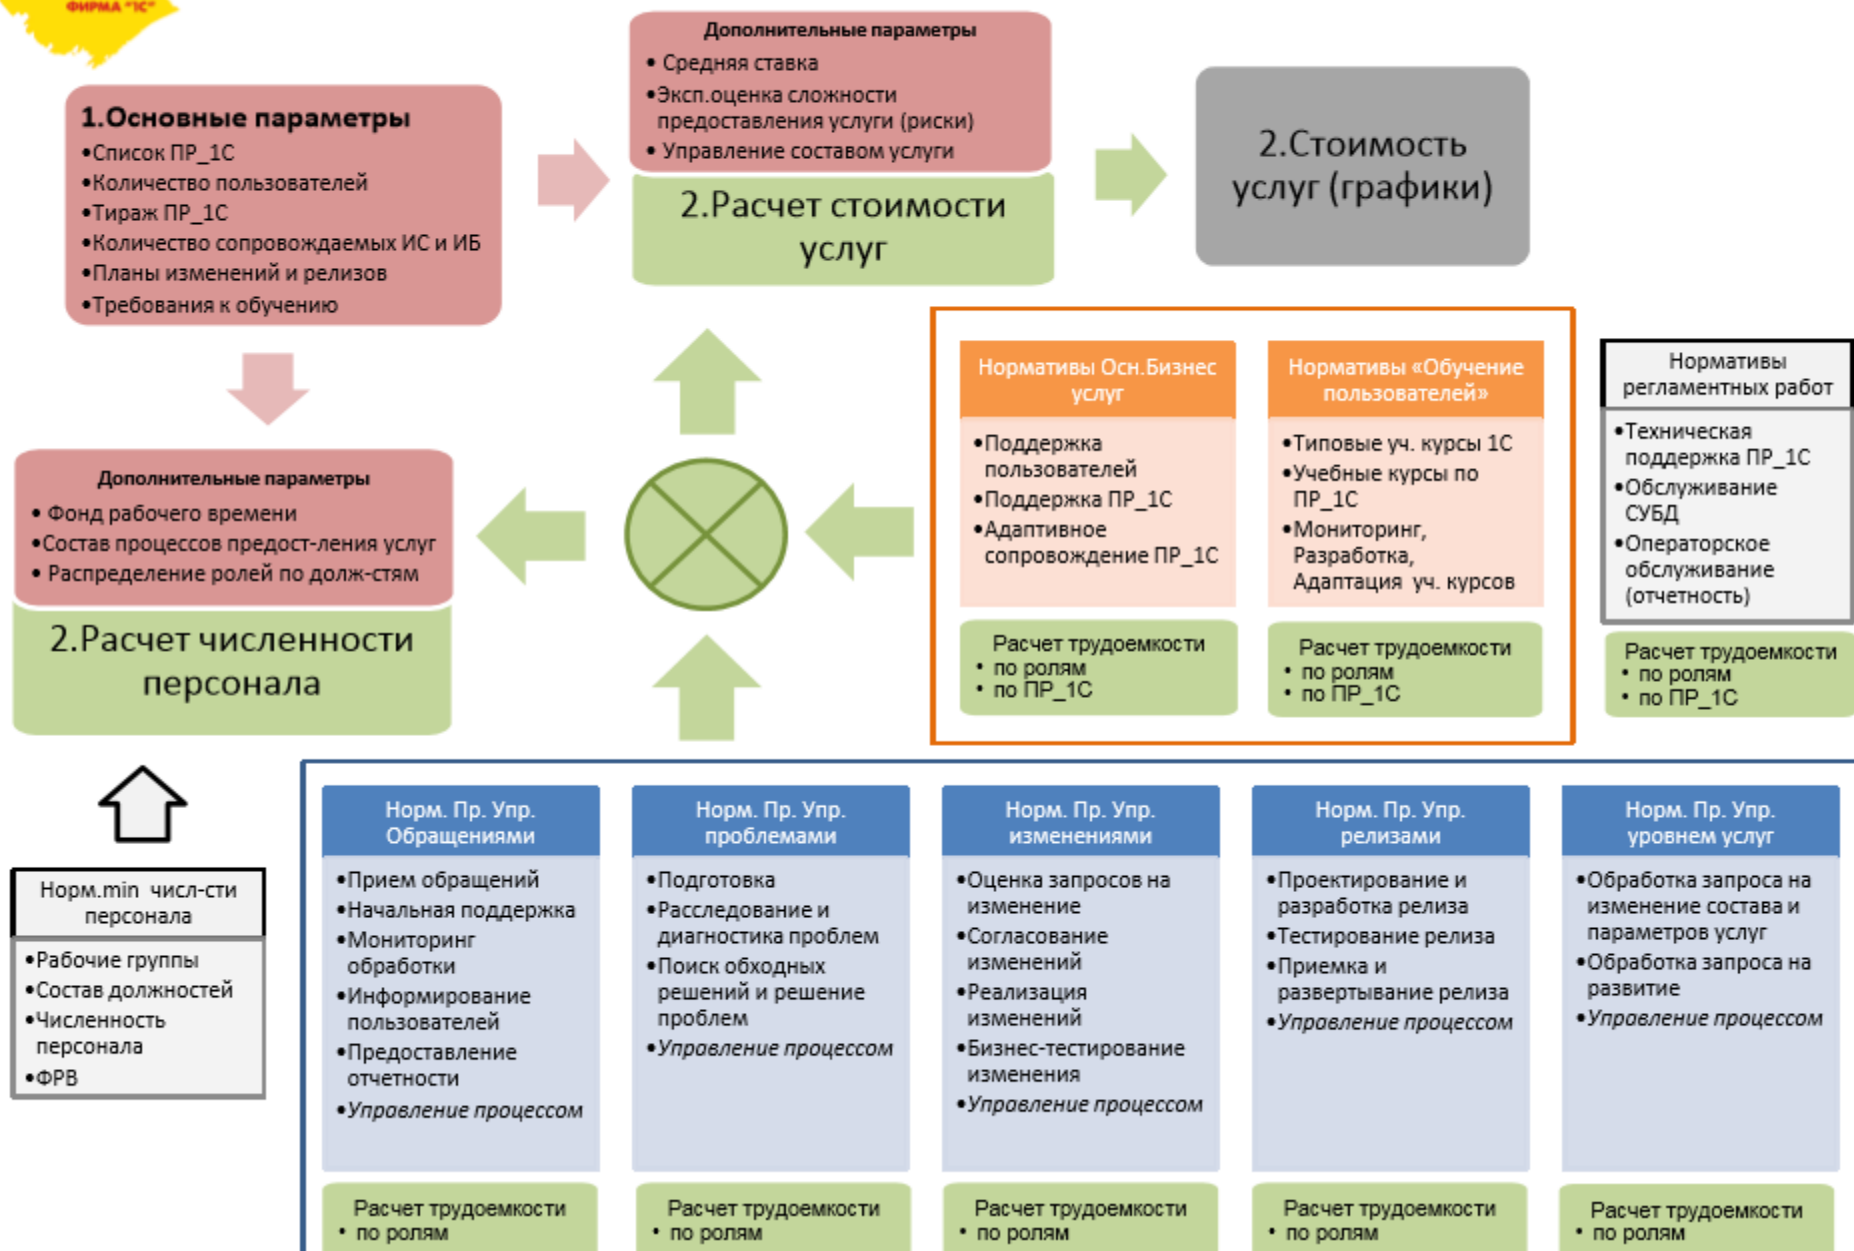 ФИРМА "1С"
1.Основные параметры
•Список ПР_1С
•Количество пользователей
•Тираж ПР_1С
•Количество сопровождаемых ИС и ИБ
•Планы изменений и релизов
•Требования к обучению
Дополнительные параметры
• Средняя ставка
•Эксп.оценка сложности
предоставления услуги (риски)
• Управление составом услуги
2.Расчет стоимости
услуг
2.Стоимость
услуг (графики)
Дополнительные параметры
• Фонд рабочего времени
•Состав процессов предост-ления услуг
• Распределение ролей по долж-стям
2.Расчет численности
персонала
Нормативы Осн.Бизнес
услуг
•Поддержка
пользователей
•Поддержка ПР_1С
•Адаптивное
сопровождение ПР_1С
Расчет трудоемкости
• по ролям
• по ПР_1С
Нормативы «Обучение
пользователей»
•Типовые уч. курсы 1С
•Учебные курсы по
ПР_1С
•Мониторинг,
Разработка,
Адаптация уч. курсов
Расчет трудоемкости
• по ролям
• по ПР_1С
Нормативы
регламентных работ
•Техническая
поддержка ПР_1С
•Обслуживание
СУБД
•Операторское
обслуживание
(отчетность)
Расчет трудоемкости
• по ролям
• по ПР_1С
Норм.min числ-сти
персонала
•Рабочие группы
•Состав должностей
•Численность
персонала
•ФРВ
Норм. Пр. Упр.
Обращениями
•Прием обращений
•Начальная поддержка
•Мониторинг
обработки
•Информирование
пользователей
•Предоставление
отчетности
•Управление процессом
Расчет трудоемкости
• по ролям
Норм. Пр. Упр.
проблемами
•Подготовка
•Расследование и
диагностика проблем
•Поиск обходных
решений и решение
проблем
•Управление процессом
Расчет трудоемкости
• по ролям
Норм. Пр. Упр.
изменениями
•Оценка запросов на
изменение
•Согласование
изменений
•Реализация
изменений
•Бизнес-тестирование
изменения
•Управление процессом
Расчет трудоемкости
• по ролям
Норм. Пр. Упр.
релизами
•Проектирование и
разработка релиза
•Тестирование релиза
•Приемка и
развертывание релиза
•Управление процессом
Расчет трудоемкости
• по ролям
Норм. Пр. Упр.
уровнем услуг
•Обработка запроса на
изменение состава и
параметров услуг
•Обработка запроса на
развитие
•Управление процессом
Расчет трудоемкости
• по ролям